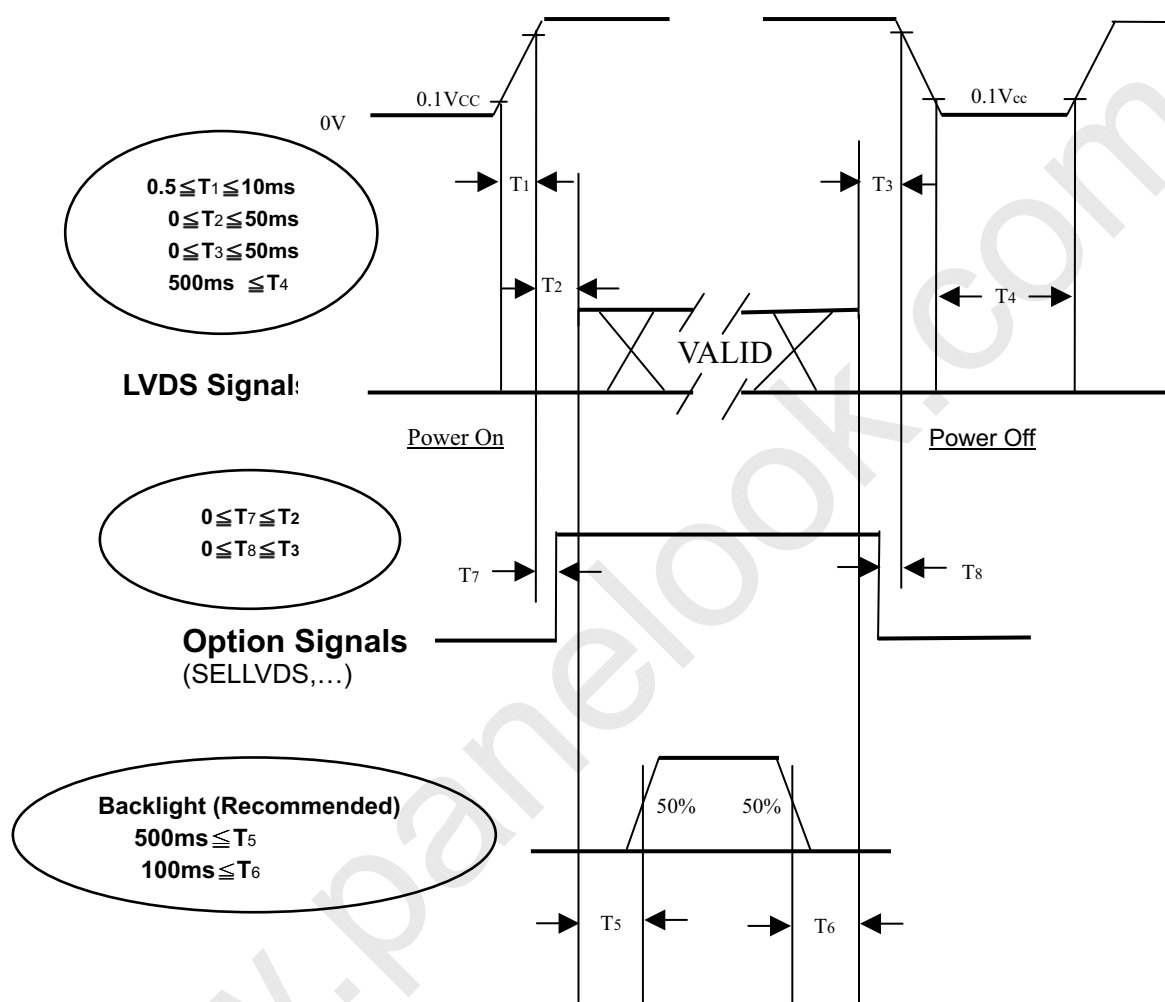 0.1VCC
0.1Vcc
0V
0.5≦T1≦10ms
0≦T2≦50ms
0≦T3≦50ms
500ms ≦T4
T1
T3
T2
T4
VALID
LVDS Signals
Power On
Power Off
0≦T7≦T2
0≦T8≦T3
T7
T8
Option Signals
(SELLVDS,…)
Backlight (Recommended)
500ms≦T5
100ms≦T6
50%
50%
T5
T6
.panelook.com